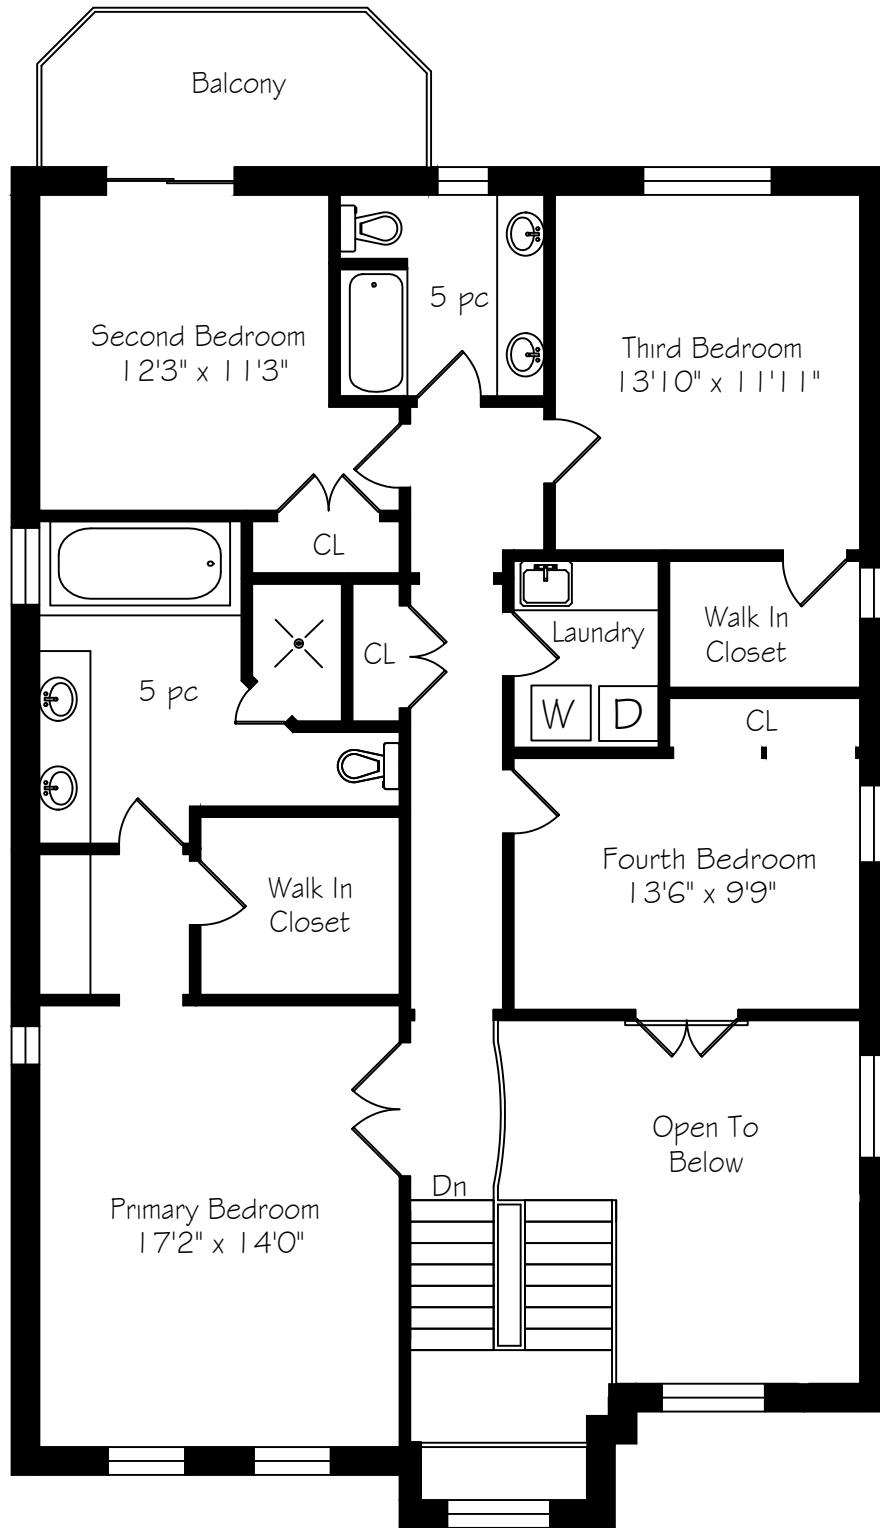 Balcony
5 pc
Second Bedroom
12'3" x 11'3"
Third Bedroom
13'10" x 11'11"
CL
Walk In
Closet
Laundry
CL
5 pc
W
D
CL
Fourth Bedroom
13'6" x 9'9"
Walk In
Closet
Open To
Below
Dn
Primary Bedroom
17'2" x 14'0"